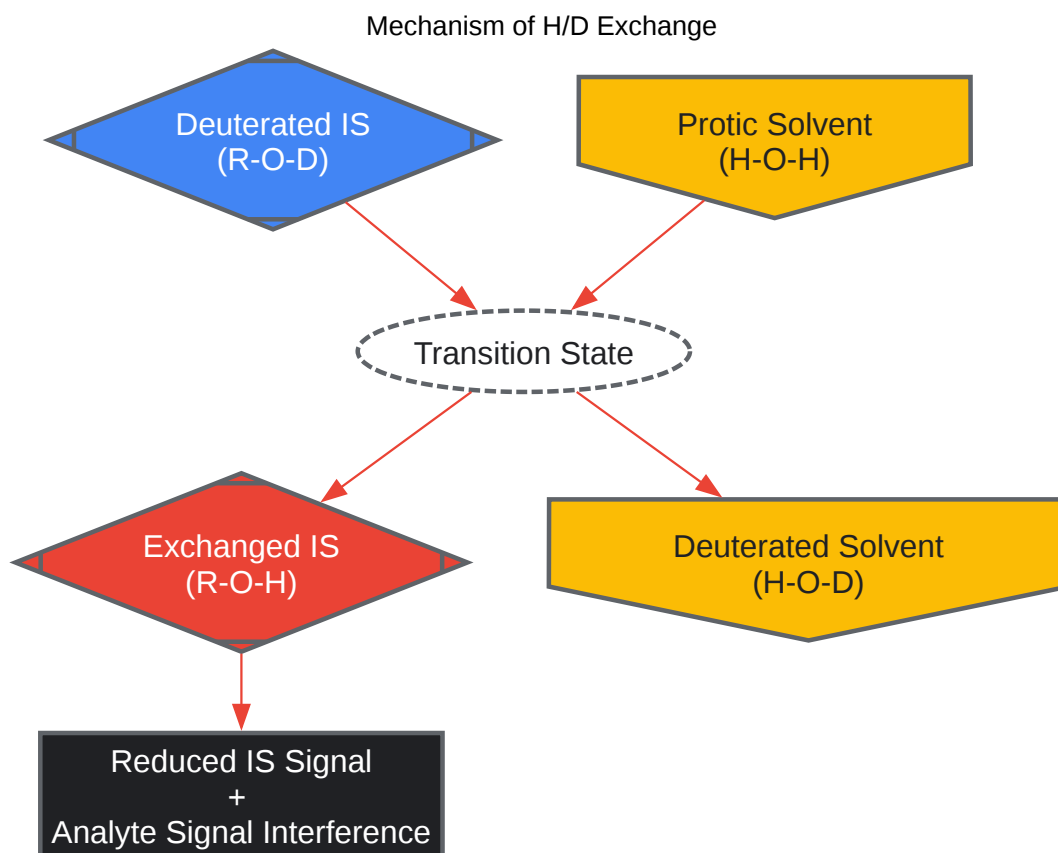 Mechanism of H/D Exchange
Deuterated IS
(R-O-D)
Protic Solvent
(H-O-H)
Transition State
Exchanged IS
(R-O-H)
Deuterated Solvent
(H-O-D)
Reduced IS Signal
+
Analyte Signal Interference